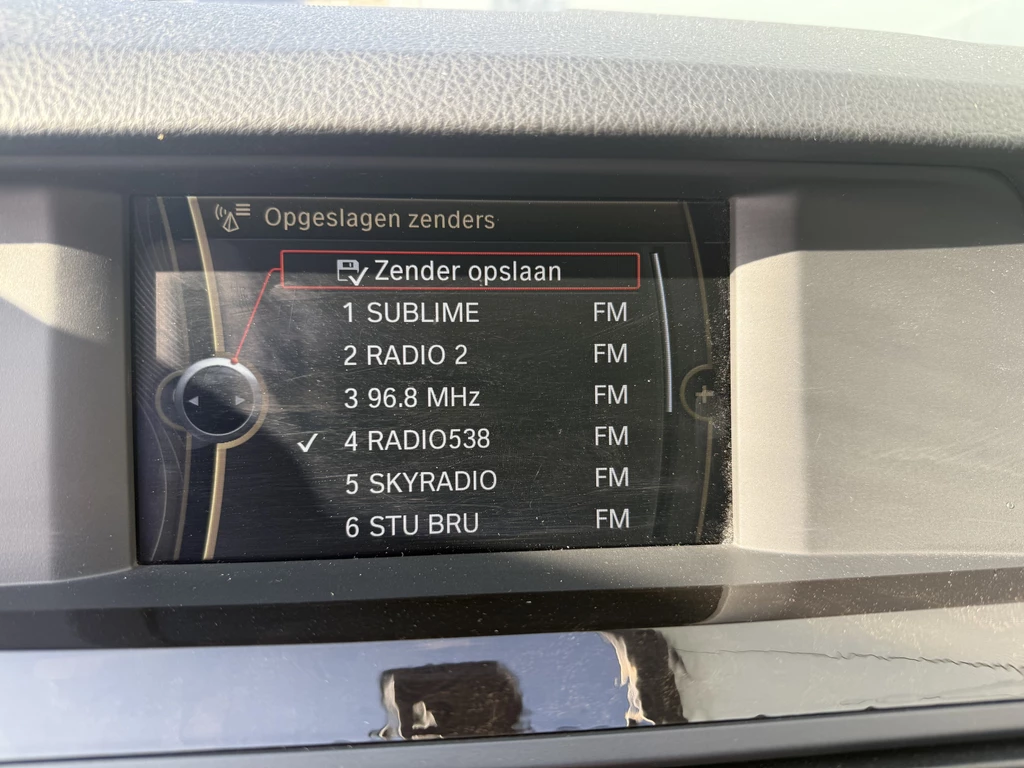 Opgeslagen zenders
Zender opslaan
1 SUBLIME FM
2 RADIO 2 FM
3 96.8 MHz FM
4 RADIO538 FM
5 SKYRADIO FM
6 STU BRU FM